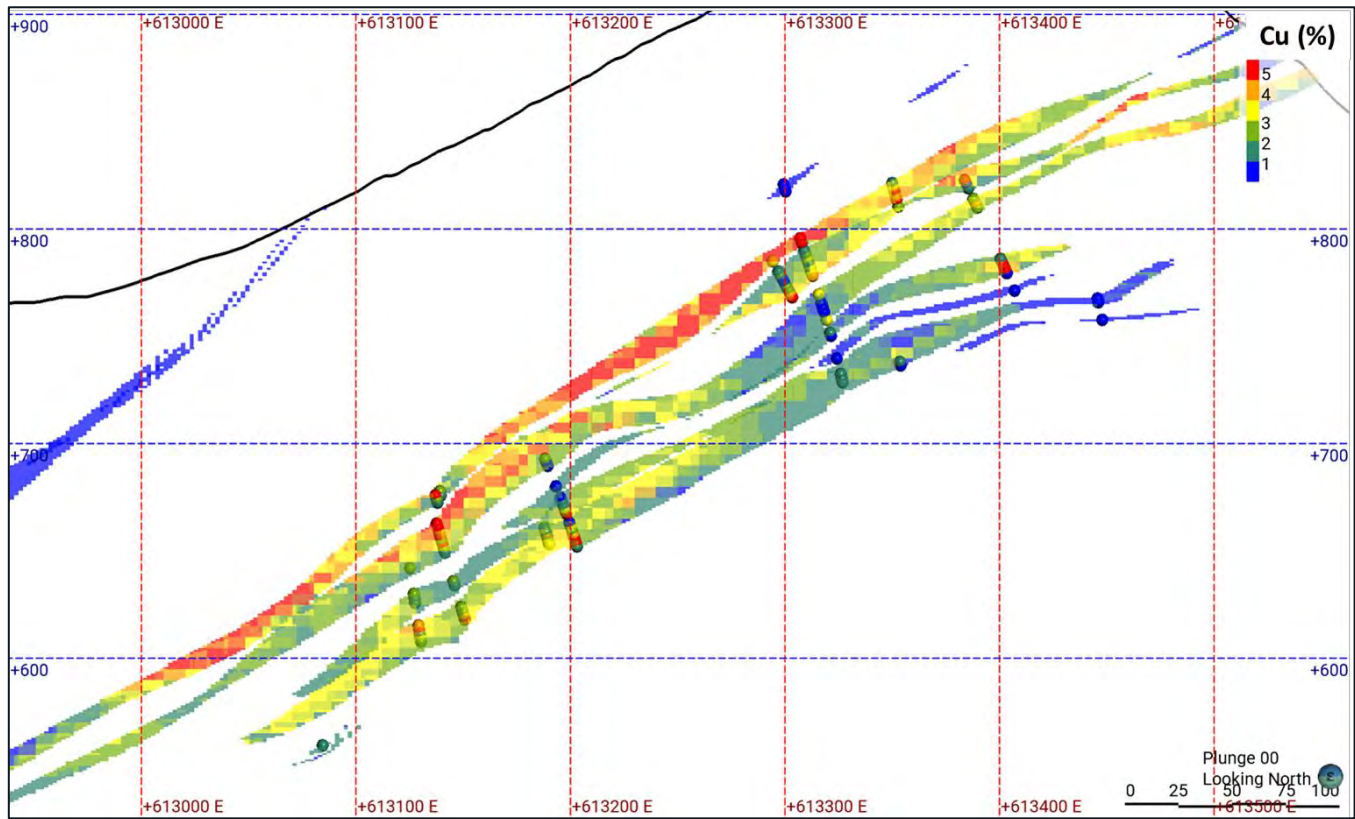 +900
+613000 E
+613100 E
+613200 E
+613300 E
+613400 E
+6
Cu (%)
5
4
3
2
1
+800
+800
+700
+700
+600
+600
Plunge 00
Looking North
0 25 50 75 100
+613000 E
+613100 E
+613200 E
+613300 E
+613400 E
+613500 E